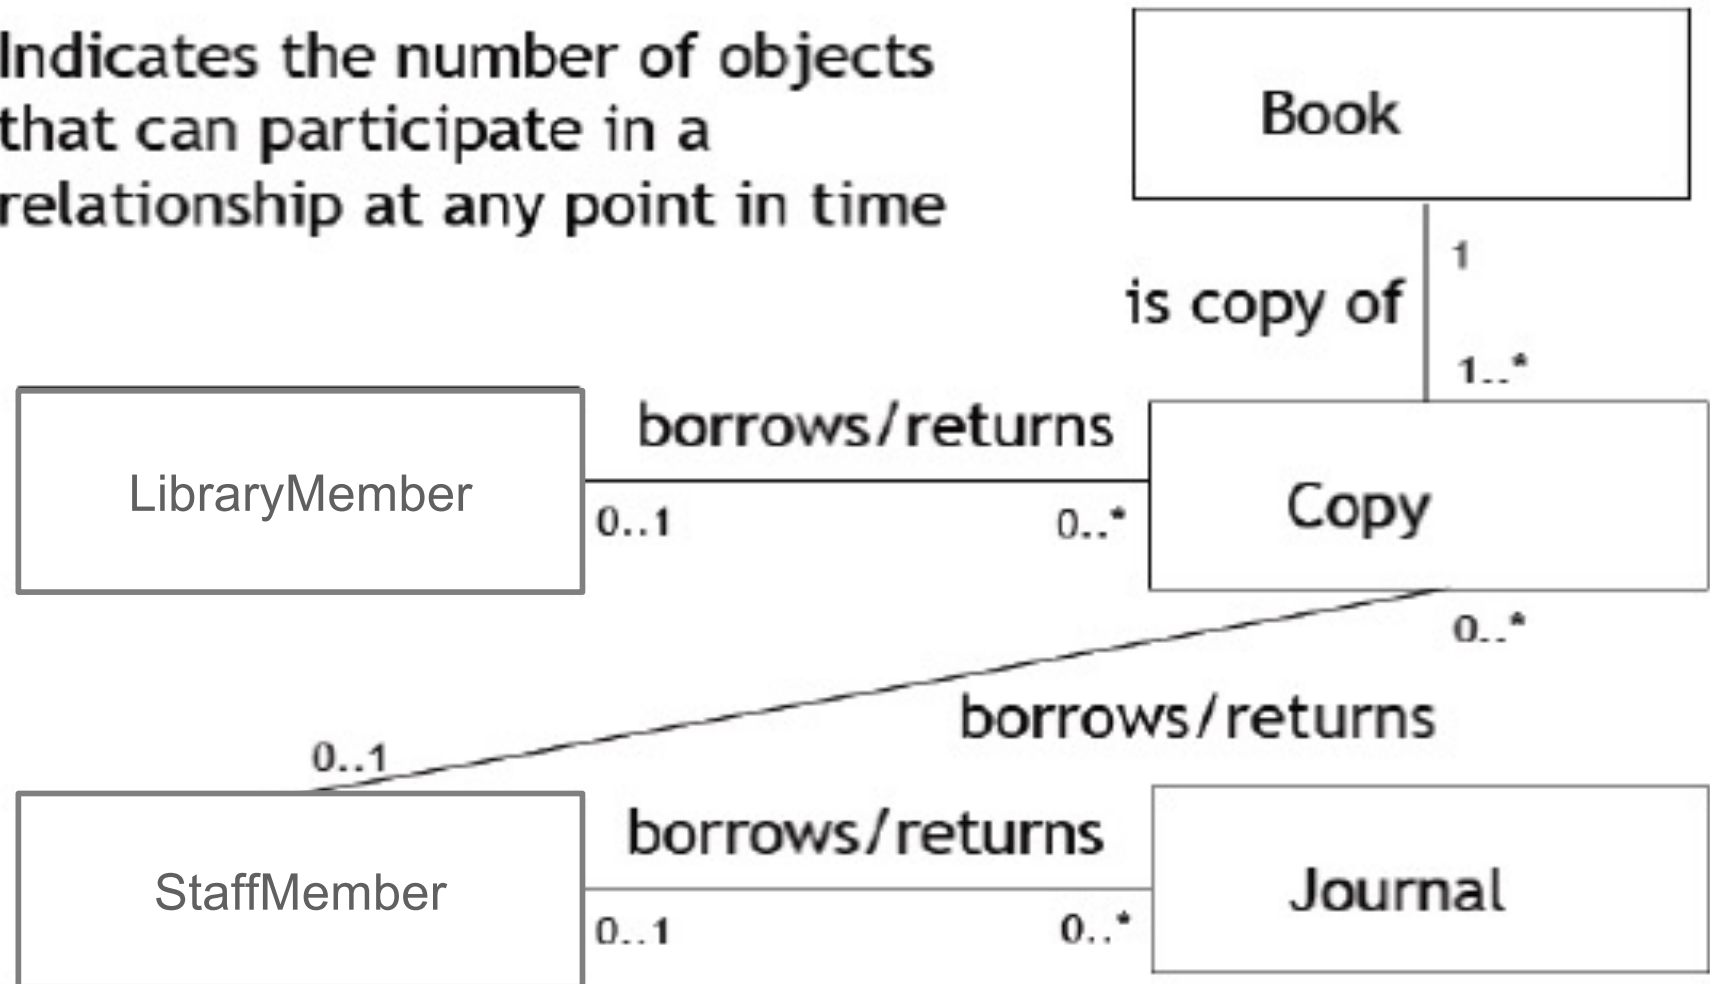 Indicates the number of objects
that can participate in a
relationship at any point in time
Book
1
is copy of
1..*
borrows/returns
LibraryMember
0..1
0..*
Copy
0..*
borrows/returns
0..1
borrows/returns
StaffMember
0..1
0..*
Journal